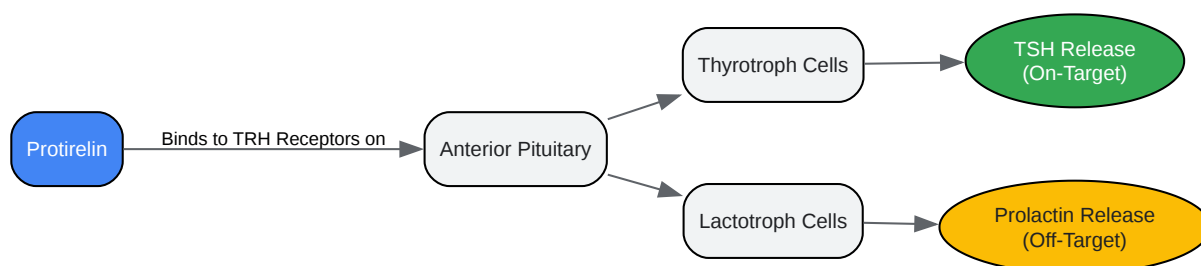 Protirelin
Binds to TRH Receptors on
Anterior Pituitary
Thyrotroph Cells
TSH Release
(On-Target)
Lactotroph Cells
Prolactin Release
(Off-Target)